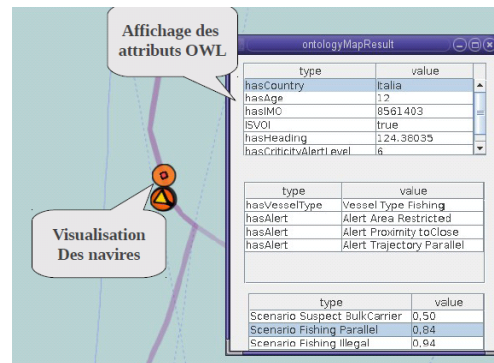 Affichage des
attributs OWL
ontologyMapResult
type value
hasCountry Italia
hasAge 12
hasIMO 8561403
ISVOI true
hasHeading 124.38035
hasCriticityAlertLevel 6
type value
hasVesselType Vessel Type Fishing
hasAlert Alert Area Restricted
hasAlert Alert Proximity toClose
hasAlert Alert Trajectory Parallel
Visualisation
Des navires
type value
Scenario Suspect BulkCarrier 0,50
Scenario Fishing Parallel 0,84
Scenario Fishing Illegal 0,94